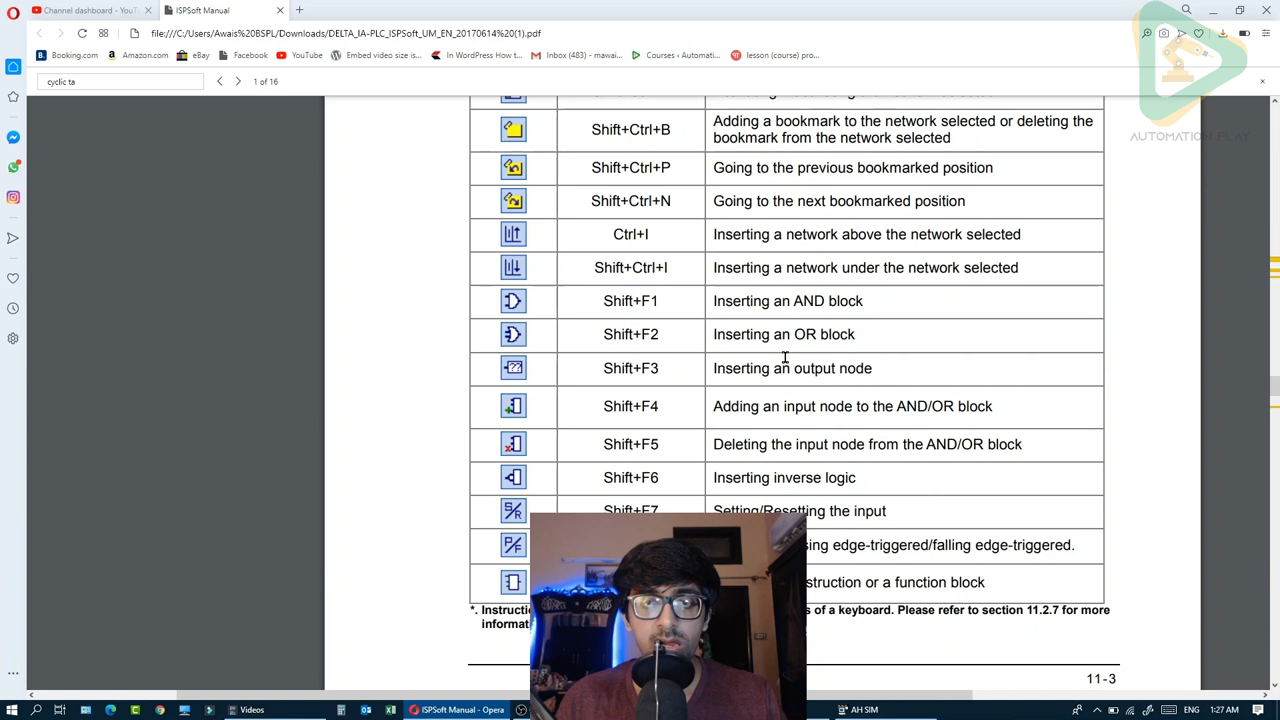 Channel dashboard - YouT
ISPSoft Manual
file:///C:/Users/Awais%20BSPL/Downloads/DELTA_IA-PLC_ISPSoft_UM_EN_20170614%20(1).pdf
Booking.com
Amazon.com
eBay
Facebook
YouTube
Embed video size is...
In WordPress How t...
Inbox (483) - mawai...
Courses ‹ Automati...
lesson (course) pro...
cyclic ta
1 of 16
AUTOMATION PLAY
Shift+Ctrl+B Adding a bookmark to the network selected or deleting the
bookmark from the network selected
Shift+Ctrl+P Going to the previous bookmarked position
Shift+Ctrl+N Going to the next bookmarked position
Ctrl+I Inserting a network above the network selected
Shift+Ctrl+I Inserting a network under the network selected
Shift+F1 Inserting an AND block
Shift+F2 Inserting an OR block
Shift+F3 Inserting an output node
Shift+F4 Adding an input node to the AND/OR block
Shift+F5 Deleting the input node from the AND/OR block
Shift+F6 Inserting inverse logic
S/R Shift+F7 Setting/Resetting the input
P/F edge-triggered/falling edge-triggered.
or a function block
of a keyboard. Please refer to section 11.2.7 for more
11-3
Videos
ISPSoft Manual - Opera
AH SIM
ENG 1:27 AM